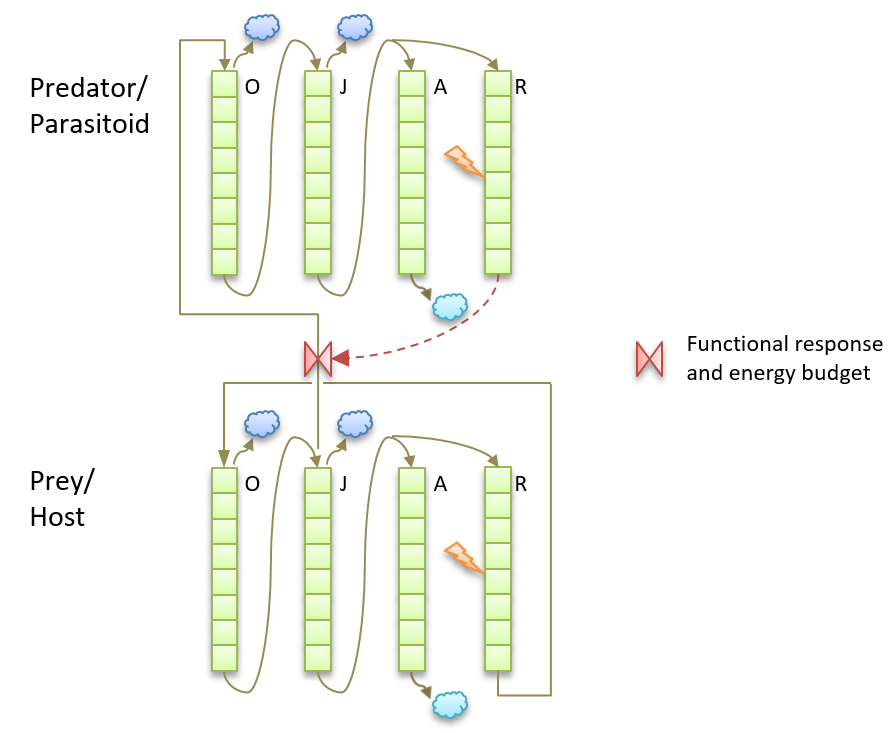 Predator/
Parasitoid
O
J
A
R
Functional response
and energy budget
Prey/
Host
O
J
A
R